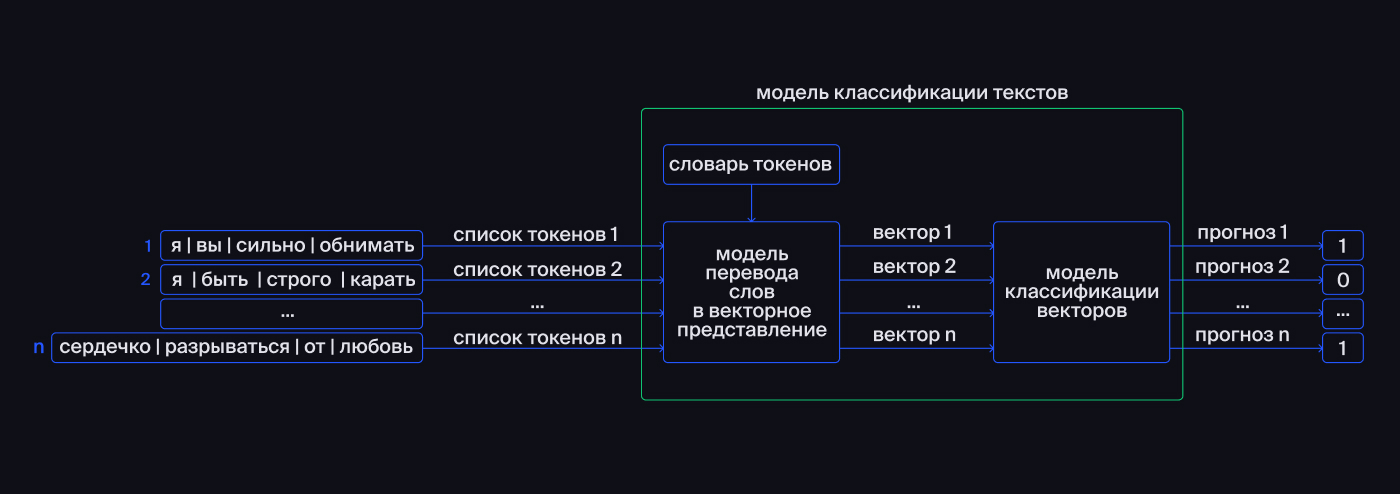 модель классификации текстов
словарь токенов
1 я | вы | сильно | обнимать
список токенов 1
2 я | быть | строго | карать
список токенов 2
...
...
n сердечко | разрываться | от | любовь
список токенов n
модель
перевода
слов
в векторное
представление
вектор 1
вектор 2
...
вектор n
модель
классификации
векторов
прогноз 1
1
прогноз 2
0
...
...
прогноз n
1